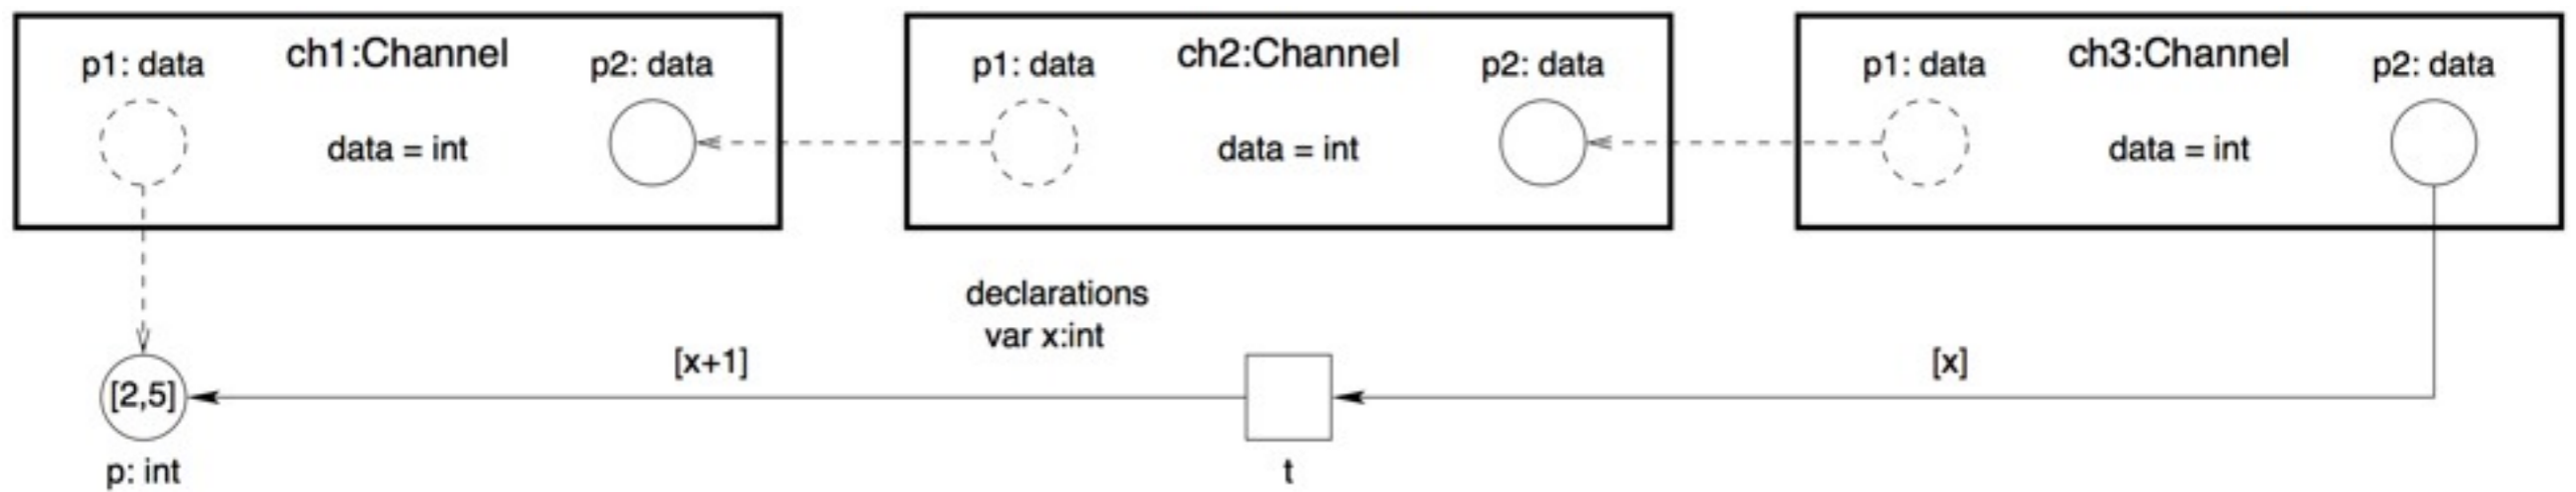 ch1:Channel
p1: data
p2: data
data = int
ch2:Channel
p1: data
p2: data
data = int
ch3:Channel
p1: data
p2: data
data = int
declarations
var x:int
[x+1]
[x]
[2,5]
p: int
t